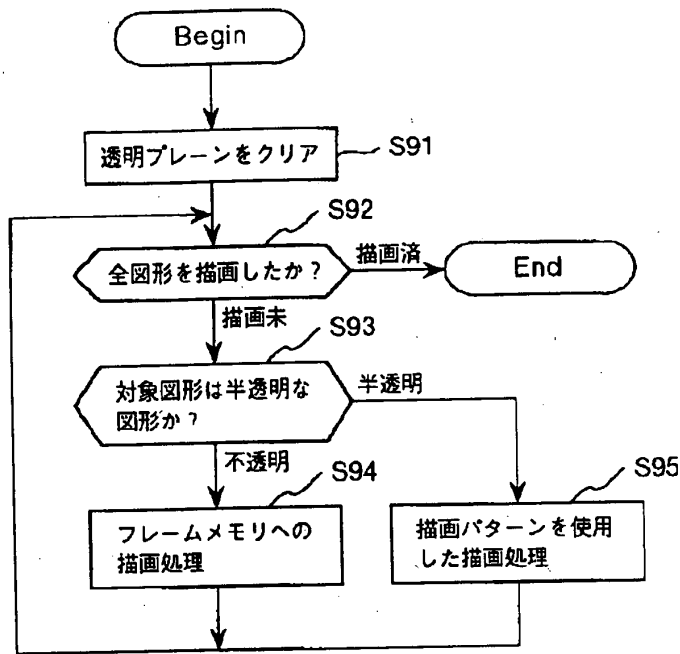 Begin
透明プレーンをクリア
S91
S92
全図形を描画したか？
描画済
End
描画未
S93
対象図形は半透明な
図形か？
半透明
不透明
S94
フレームメモリへの
描画処理
S95
描画パターンを使用
した描画処理